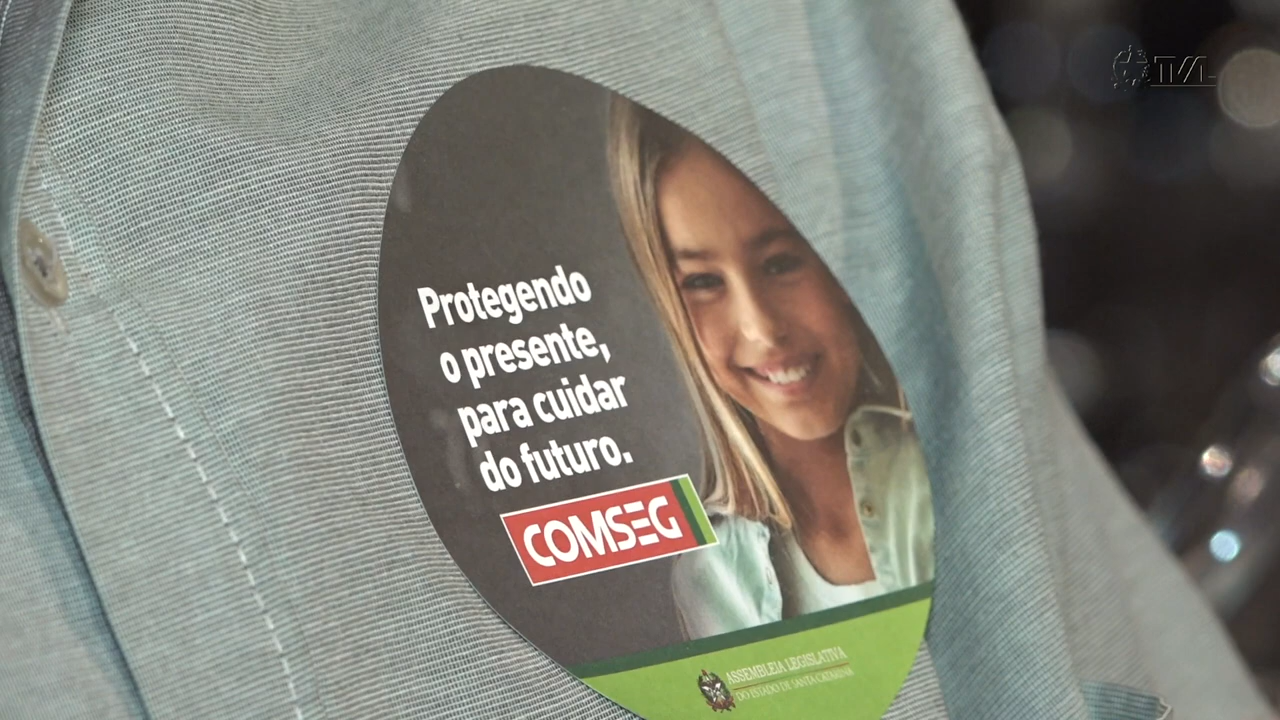 TVAL
Protegendo
o presente,
para cuidar
do futuro.
COMSEG
ASSEMBLEIA LEGISLATIVA
DO ESTADO DE SANTA CATARINA